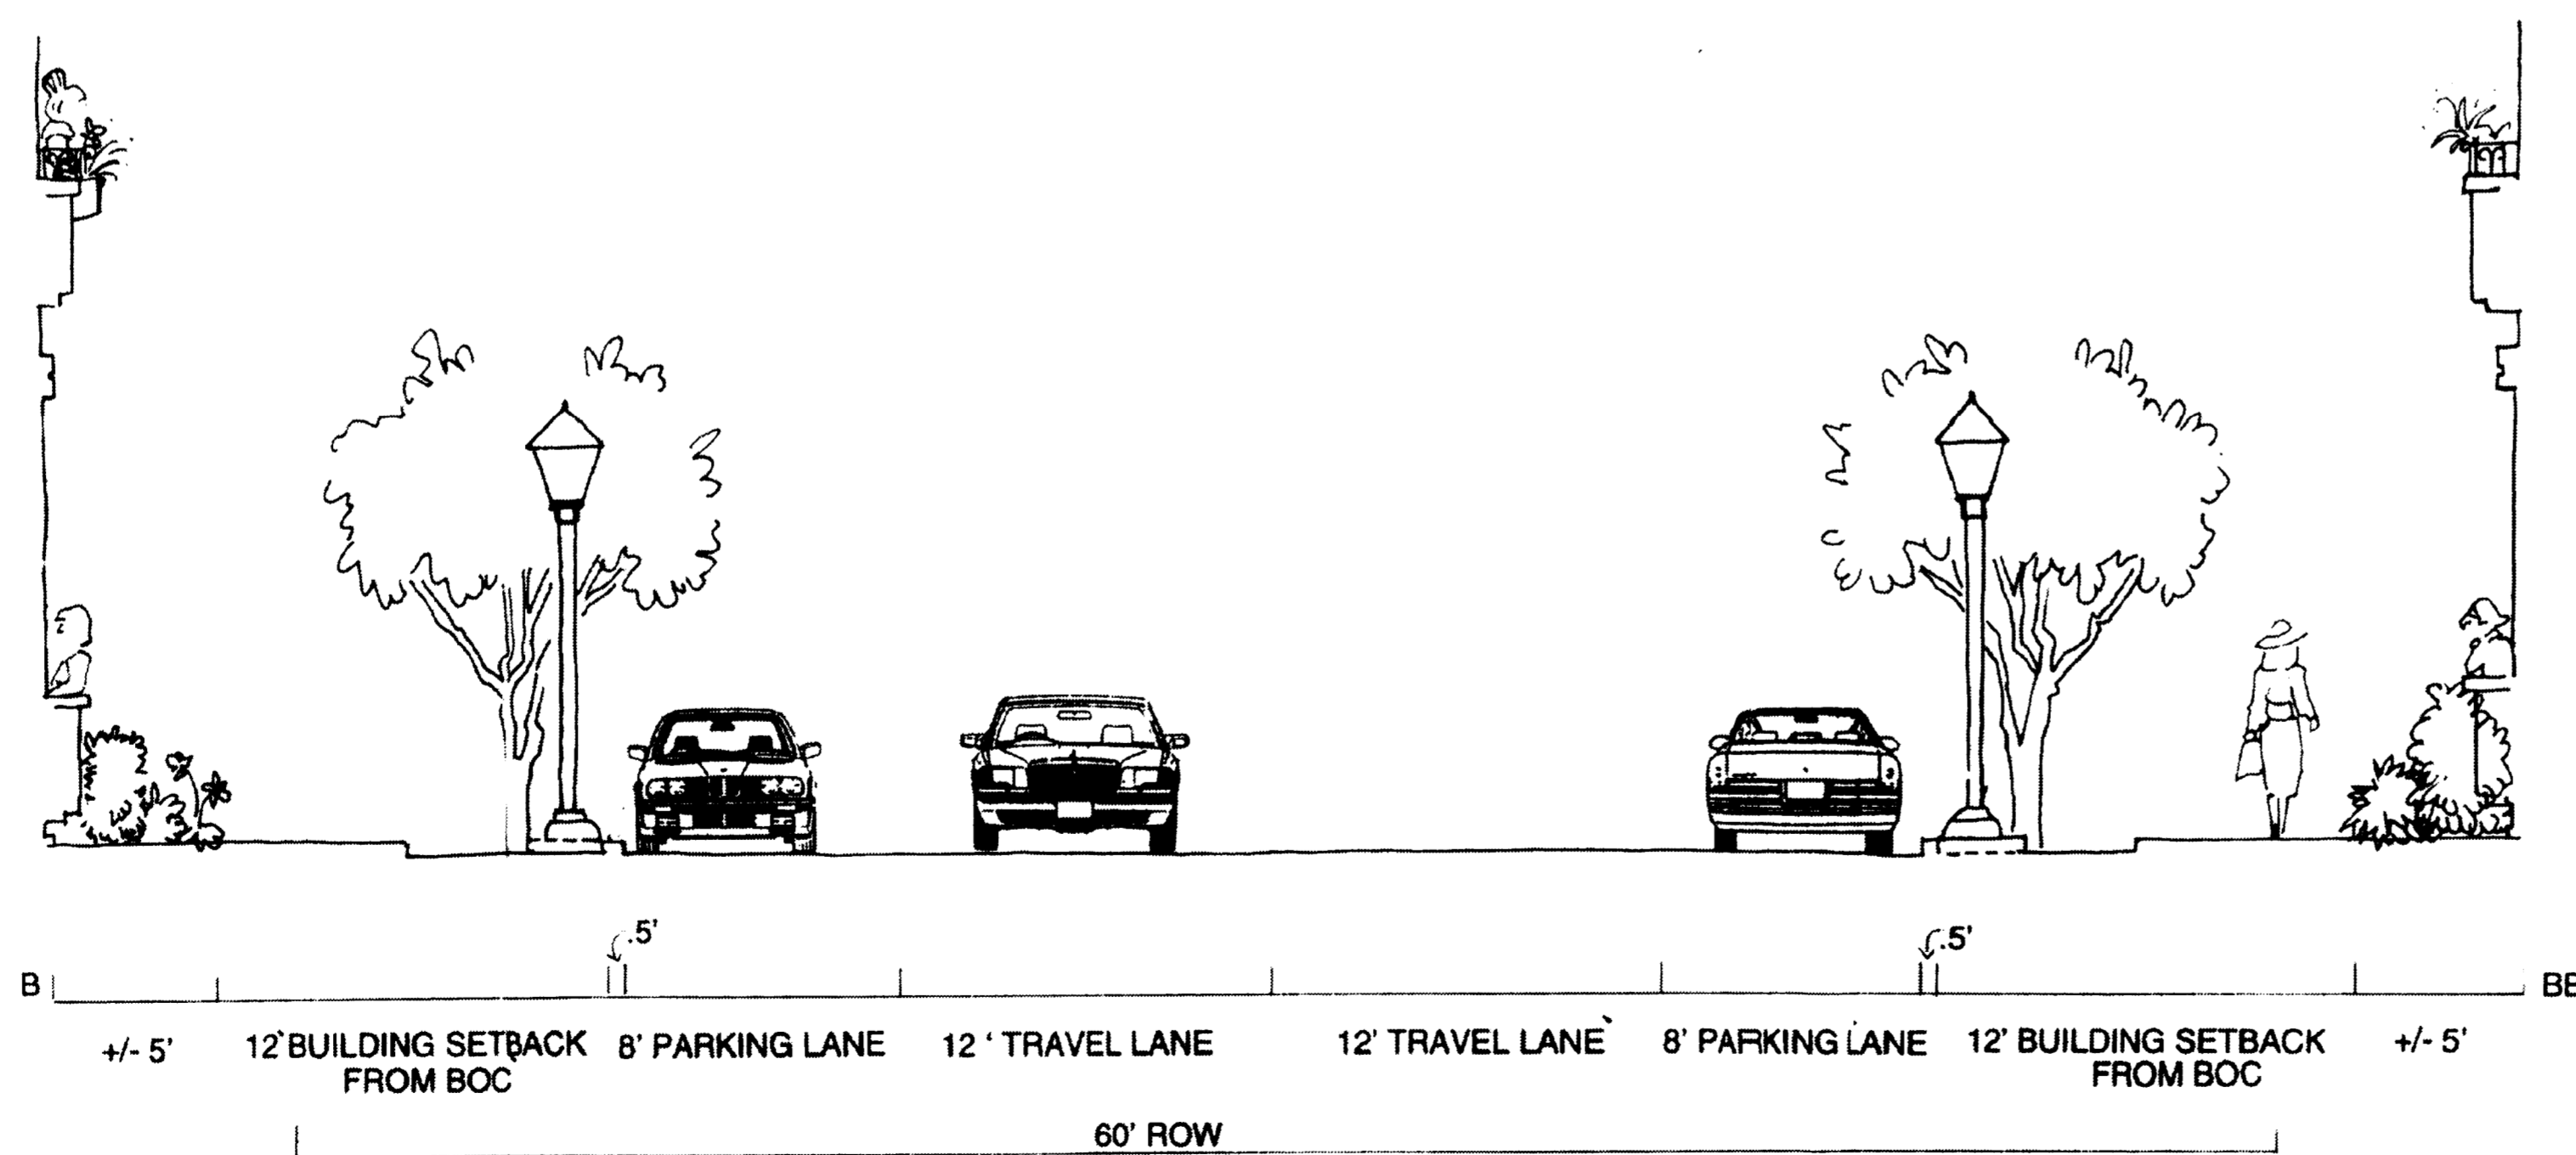 .5' .5'
B BB
+/- 5' 12' BUILDING SETBACK 8' PARKING LANE 12 ' TRAVEL LANE 12' TRAVEL LANE 8' PARKING LANE 12' BUILDING SETBACK +/- 5'
FROM BOC FROM BOC
60' ROW